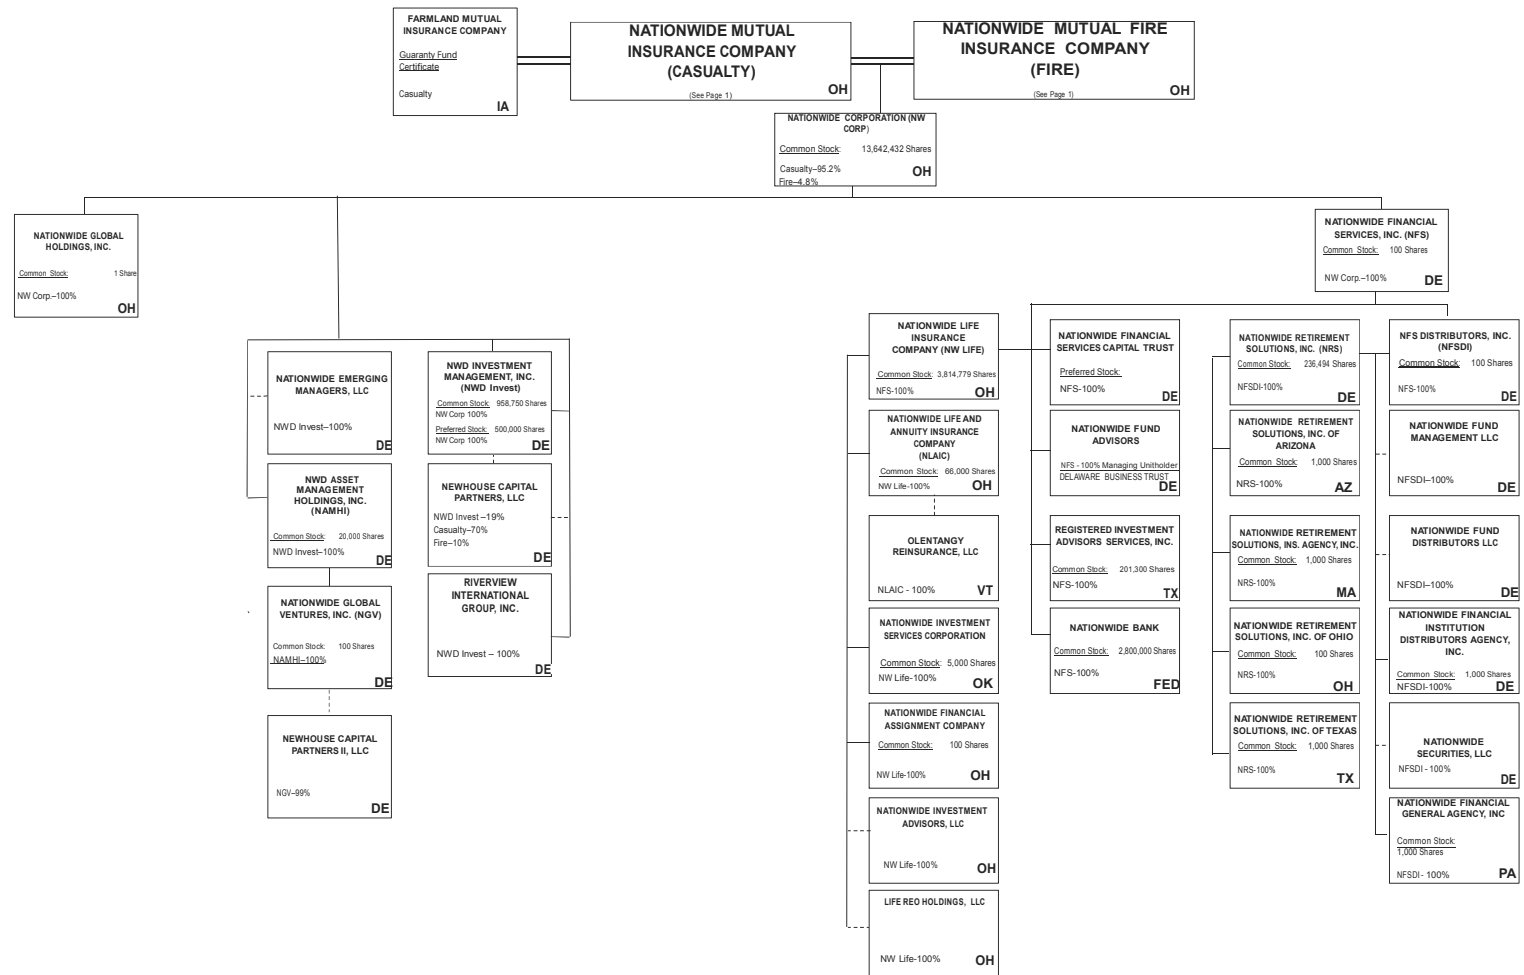 FARMLAND MUTUAL
INSURANCE COMPANY
Guaranty Fund
Certificate
Casualty
IA
NATIONWIDE MUTUAL
INSURANCE COMPANY
(CASUALTY)
(See Page 1)
OH
NATIONWIDE MUTUAL FIRE
INSURANCE COMPANY
(FIRE)
(See Page 1)
OH
NATIONWIDE CORPORATION (NW
CORP)
Common Stock: 13,642,432 Shares
Casualty–95.2%
Fire–4.8%
OH
NATIONWIDE GLOBAL
HOLDINGS, INC.
Common Stock: 1 Share
NW Corp.–100%
OH
NATIONWIDE FINANCIAL
SERVICES, INC. (NFS)
Common Stock: 100 Shares
NW Corp.–100%
DE
NATIONWIDE EMERGING
MANAGERS, LLC
NWD Invest–100%
DE
NWD ASSET
MANAGEMENT
HOLDINGS, INC.
(NAMHI)
Common Stock: 20,000 Shares
NWD Invest–100%
DE
NATIONWIDE GLOBAL
VENTURES, INC. (NGV)
Common Stock: 100 Shares
NAMHI–100%
DE
NEWHOUSE CAPITAL
PARTNERS II, LLC
NGV–99%
DE
NWD INVESTMENT
MANAGEMENT, INC.
(NWD Invest)
Common Stock: 958,750 Shares
NW Corp 100%
Preferred Stock: 500,000 Shares
NW Corp 100%
DE
NEWHOUSE CAPITAL
PARTNERS, LLC
NWD Invest –19%
Casualty–70%
Fire–10%
DE
RIVERVIEW
INTERNATIONAL
GROUP, INC.
NWD Invest – 100%
DE
NATIONWIDE LIFE
INSURANCE
COMPANY (NW LIFE)
Common Stock: 3,814,779 Shares
NFS-100%
OH
NATIONWIDE LIFE AND
ANNUITY INSURANCE
COMPANY
(NLAIC)
Common Stock: 66,000 Shares
NW Life-100%
OH
OLENTANGY
REINSURANCE, LLC
NLAIC - 100%
VT
NATIONWIDE INVESTMENT
SERVICES CORPORATION
Common Stock: 5,000 Shares
NW Life-100%
OK
NATIONWIDE FINANCIAL
ASSIGNMENT COMPANY
Common Stock: 100 Shares
NW Life-100%
OH
NATIONWIDE INVESTMENT
ADVISORS, LLC
NW Life-100%
OH
LIFE REO HOLDINGS, LLC
NW Life-100%
OH
NATIONWIDE FINANCIAL
SERVICES CAPITAL TRUST
Preferred Stock:
NFS-100%
DE
NATIONWIDE FUND
ADVISORS
NFS - 100% Managing Unitholder
DELAWARE BUSINESS TRUST
DE
REGISTERED INVESTMENT
ADVISORS SERVICES, INC.
Common Stock: 201,300 Shares
NFS-100%
TX
NATIONWIDE BANK
Common Stock: 2,800,000 Shares
NFS-100%
FED
NATIONWIDE RETIREMENT
SOLUTIONS, INC. (NRS)
Common Stock: 236,494 Shares
NFSDI-100%
DE
NATIONWIDE RETIREMENT
SOLUTIONS, INC. OF
ARIZONA
Common Stock: 1,000 Shares
NRS-100%
AZ
NATIONWIDE RETIREMENT
SOLUTIONS, INS. AGENCY, INC.
Common Stock: 1,000 Shares
NRS-100%
MA
NATIONWIDE RETIREMENT
SOLUTIONS, INC. OF OHIO
Common Stock: 100 Shares
NRS-100%
OH
NATIONWIDE RETIREMENT
SOLUTIONS, INC. OF TEXAS
Common Stock: 1,000 Shares
NRS-100%
TX
NFS DISTRIBUTORS, INC.
(NFSDI)
Common Stock: 100 Shares
NFS-100%
DE
NATIONWIDE FUND
MANAGEMENT LLC
NFSDI–100%
DE
NATIONWIDE FUND
DISTRIBUTORS LLC
NFSDI–100%
DE
NATIONWIDE FINANCIAL
INSTITUTION
DISTRIBUTORS AGENCY,
INC.
Common Stock: 1,000 Shares
NFSDI-100%
DE
NATIONWIDE
SECURITIES, LLC
NFSDI - 100%
DE
NATIONWIDE FINANCIAL
GENERAL AGENCY, INC
Common Stock:
1,000 Shares
NFSDI - 100%
PA